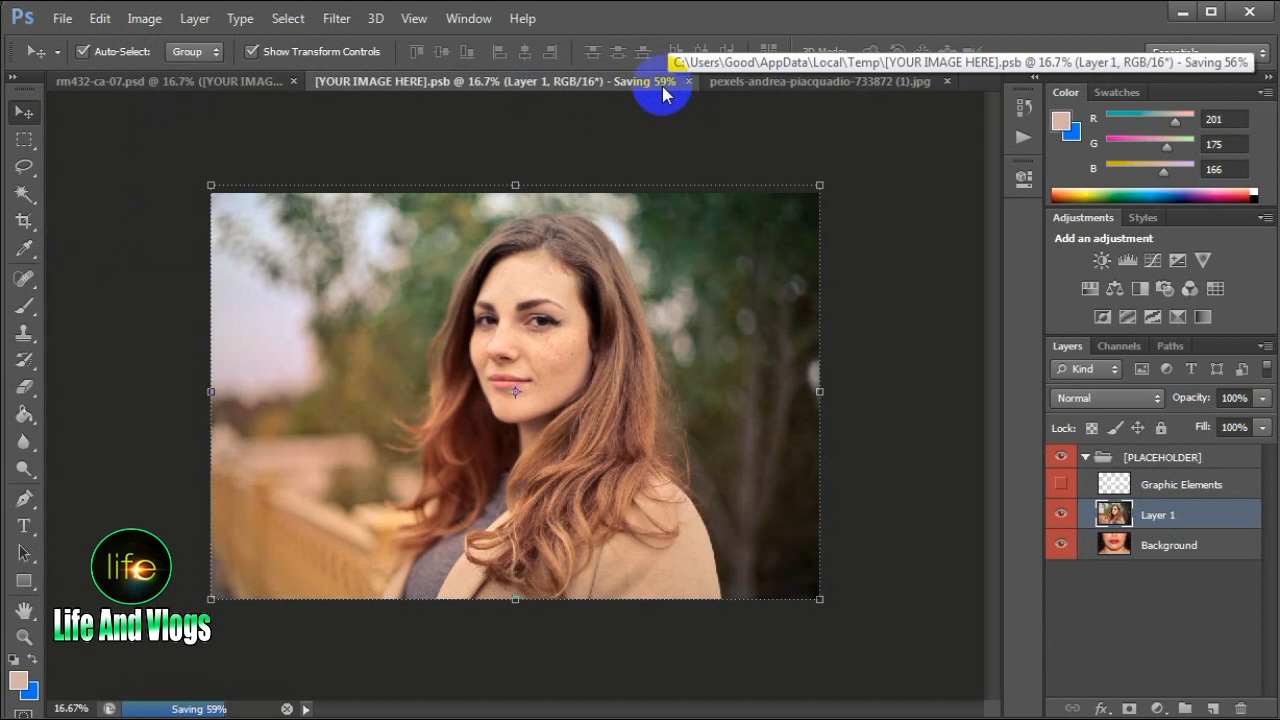 Ps File Edit Image Layer Type Select Filter 3D View Window Help
Auto-Select: Group Show Transform Controls
C:\Users\Good\AppData\Local\Temp\[YOUR IMAGE HERE].psb @ 16.7% (Layer 1, RGB/16*) - Saving 56%
rm432-ca-07.psd @ 16.7% ([YOUR IMAG... × [YOUR IMAGE HERE].psb @ 16.7% (Layer 1, RGB/16*) - Saving 59% × pexels-andrea-piacquadio-733872 (1).jpg ×
Color Swatches
R 201
G 175
B 166
Adjustments Styles
Add an adjustment
Layers Channels Paths
Kind
Normal Opacity: 100%
Lock: Fill: 100%
[PLACEHOLDER]
Graphic Elements
Layer 1
Background
life
Life And Vlogs
16.67% Saving 59%